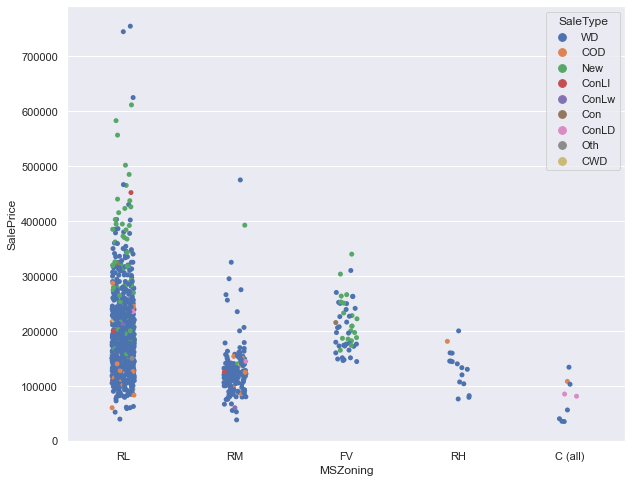 SaleType
WD
COD
New
ConLI
ConLw
Con
ConLD
Oth
CWD
700000
600000
500000
400000
300000
200000
100000
0
SalePrice
RL RM FV RH C (all)
MSZoning